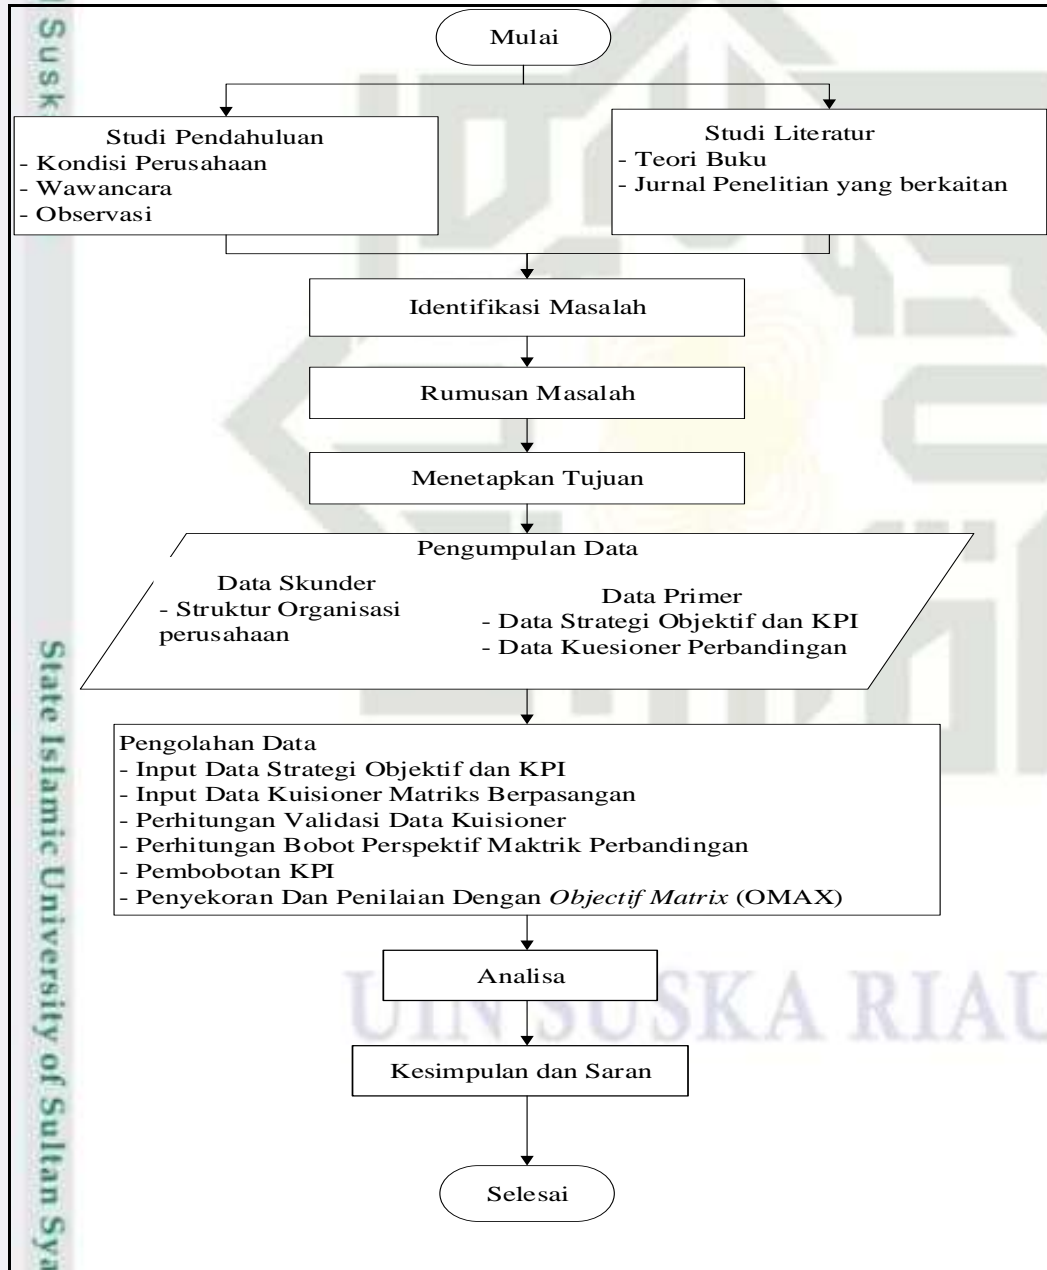 Mulai
Studi Pendahuluan
- Kondisi Perusahaan
- Wawancara
- Observasi
Studi Literatur
- Teori Buku
- Jurnal Penelitian yang berkaitan
Identifikasi Masalah
Rumusan Masalah
Menetapkan Tujuan
Pengumpulan Data
Data Skunder
- Struktur Organisasi
perusahaan
Data Primer
- Data Strategi Objektif dan KPI
- Data Kuesioner Perbandingan
Pengolahan Data
- Input Data Strategi Objektif dan KPI
- Input Data Kuisioner Matriks Berpasangan
- Perhitungan Validasi Data Kuisioner
- Perhitungan Bobot Perspektif Maktrik Perbandingan
- Pembobotan KPI
- Penyekoran Dan Penilaian Dengan Objectif Matrix (OMAX)
Analisa
Kesimpulan dan Saran
Selesai
UIN SUSKA RIAU
Susk
State Islamic University of Sultan Sya